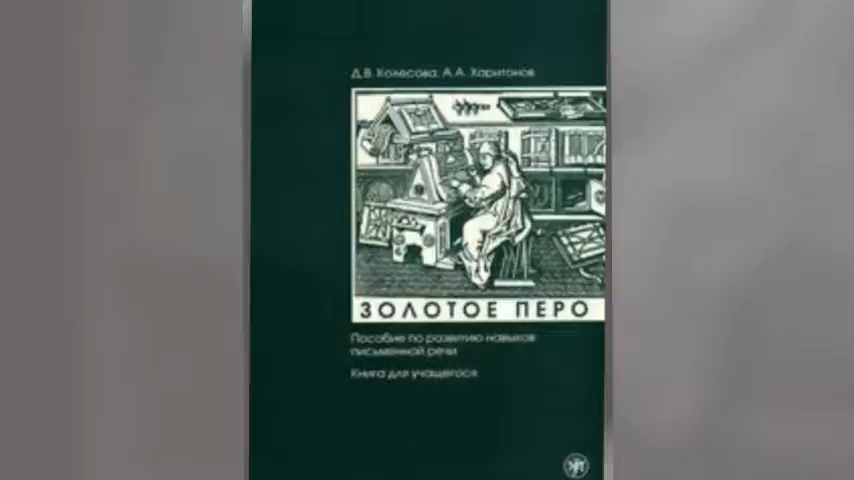 Д.В. Колесова, А.А. Харитонов
ЗОЛОТОЕ ПЕРО
Пособие по развитию навыков
письменной речи
Книга для учащегося